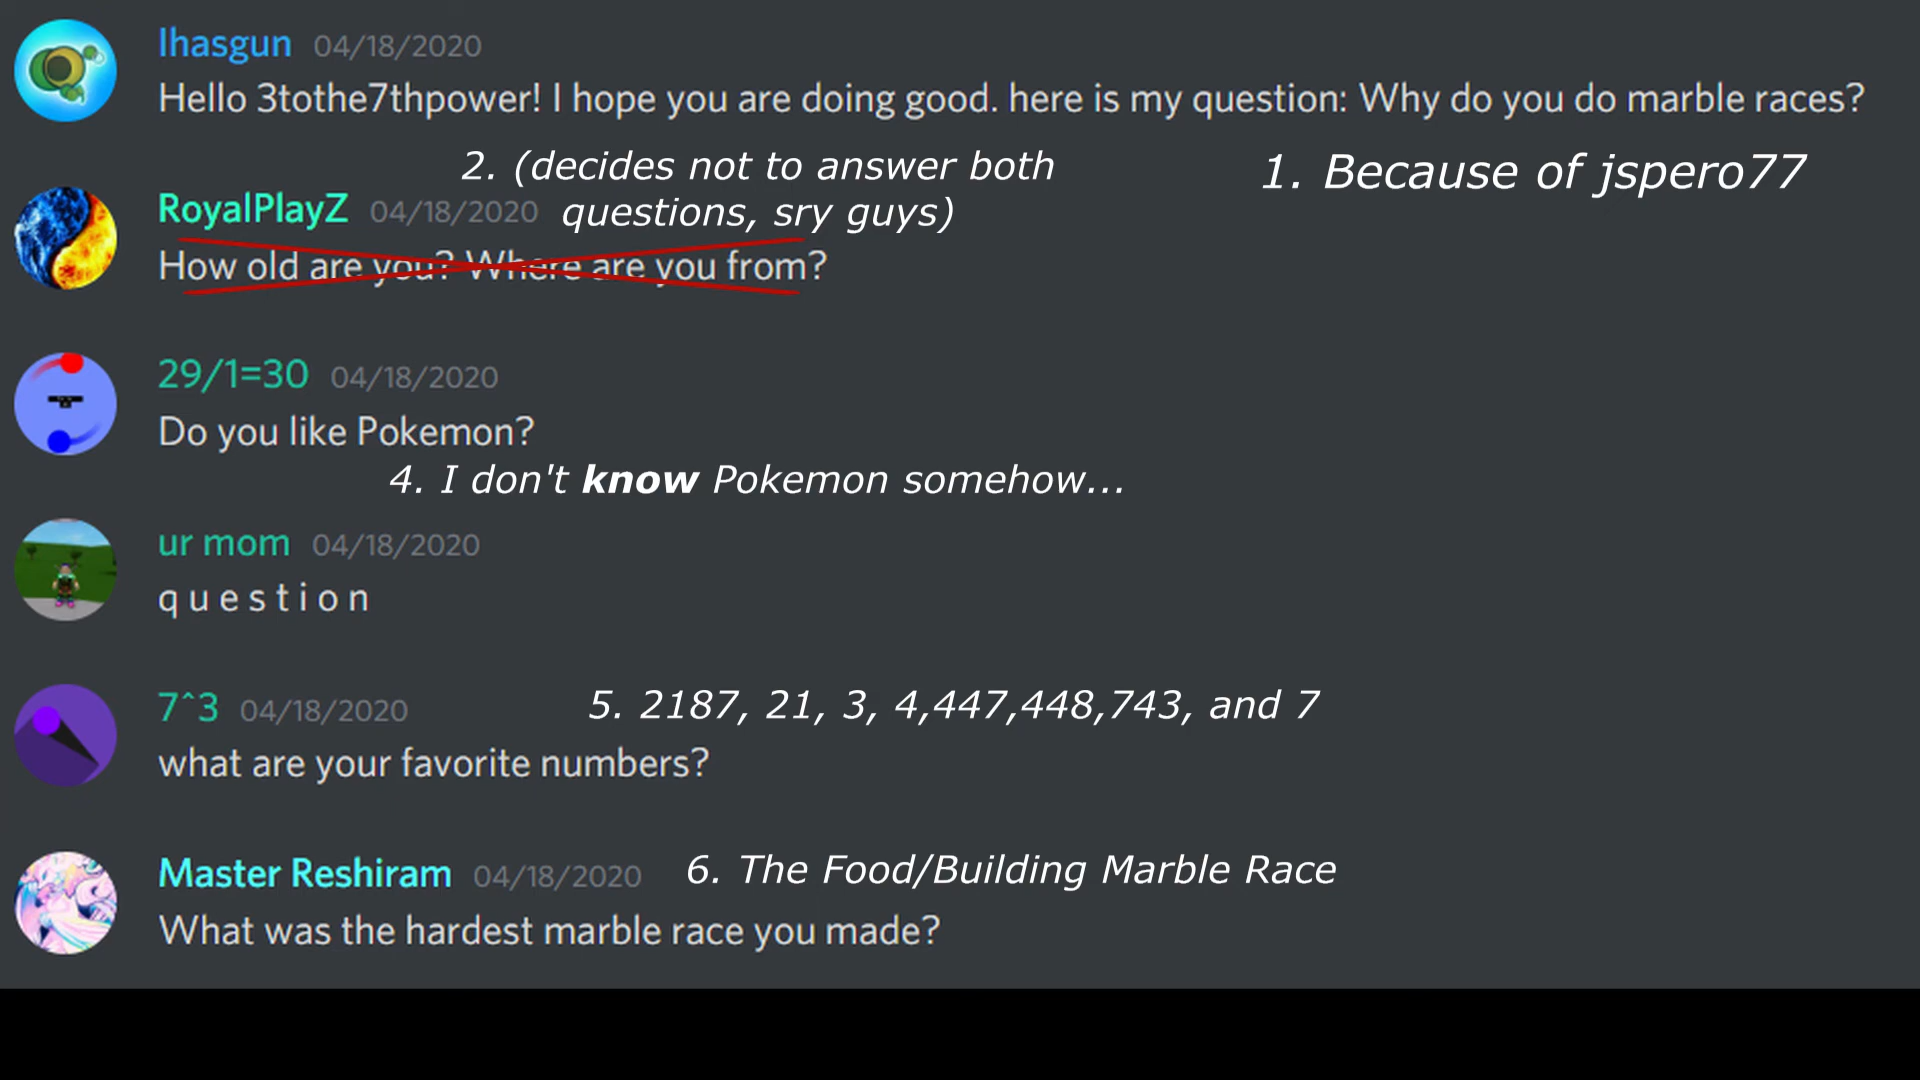 lhasgun 04/18/2020
Hello 3tothe7thpower! I hope you are doing good. here is my question: Why do you do marble races?
1. Because of jspero77
2. (decides not to answer both
questions, sry guys)
RoyalPlayZ 04/18/2020
How old are you? Where are you from?
29/1=30 04/18/2020
Do you like Pokemon?
4. I don't know Pokemon somehow...
ur mom 04/18/2020
q u e s t i o n
7^3 04/18/2020
5. 2187, 21, 3, 4,447,448,743, and 7
what are your favorite numbers?
Master Reshiram 04/18/2020
6. The Food/Building Marble Race
What was the hardest marble race you made?